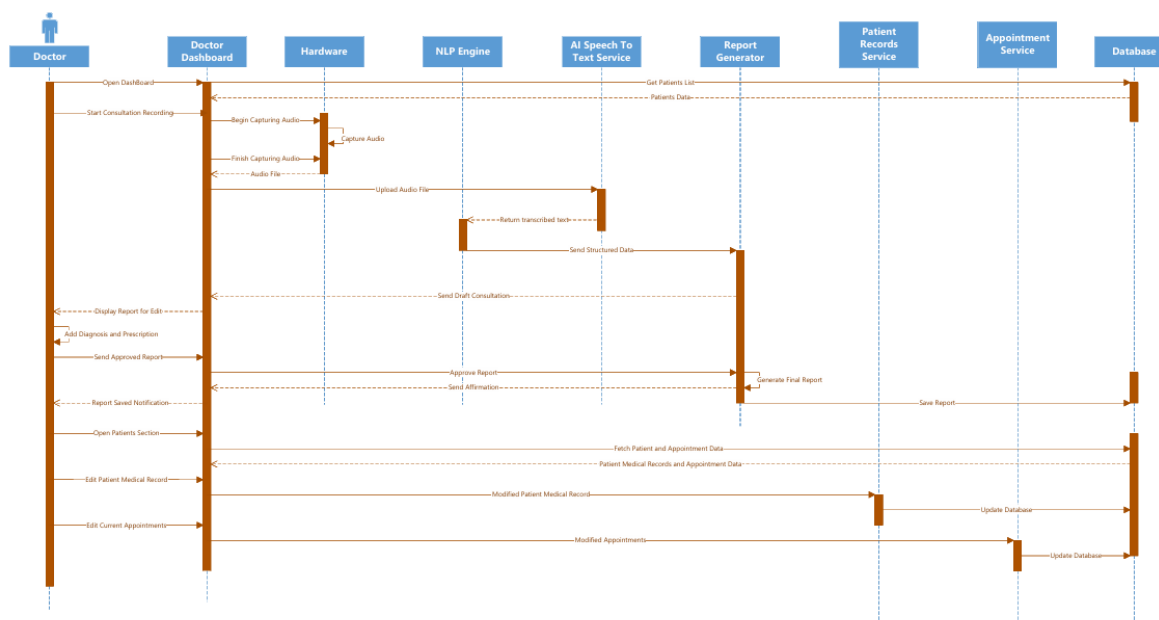 Doctor
Doctor
Dashboard
Hardware
NLP Engine
AI Speech To
Text Service
Report
Generator
Patient
Records
Service
Appointment
Service
Database
Open DashBoard
Get Patients List
Patients Data
Start Consultation Recording
Begin Capturing Audio
Capture Audio
Finish Capturing Audio
Audio File
Upload Audio File
Return transcribed text
Send Structured Data
Send Draft Consultation
Display Report for Edit
Add Diagnosis and Prescription
Send Approved Report
Approve Report
Generate Final Report
Send Affirmation
Report Saved Notification
Save Report
Open Patients Section
Fetch Patient and Appointment Data
Patient Medical Records and Appointment Data
Edit Patient Medical Record
Modified Patient Medical Record
Update Database
Edit Current Appointments
Modified Appointments
Update Database